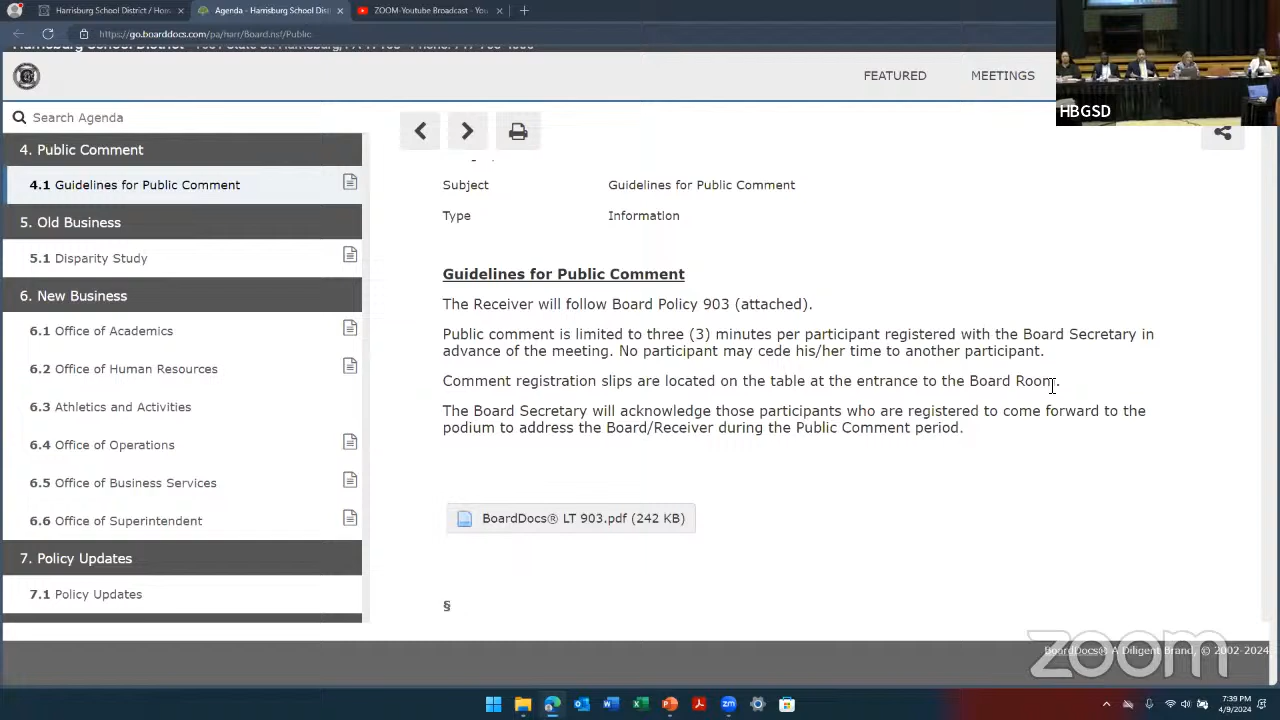 Harrisburg School District / Hom
Agenda - Harrisburg School Dist
ZOOM-Youtube Broadcast - You
https://go.boarddocs.com/pa/harr/Board.nsf/Public
FEATURED
MEETINGS
HBGSD
Search Agenda
4. Public Comment
4.1 Guidelines for Public Comment
5. Old Business
5.1 Disparity Study
6. New Business
6.1 Office of Academics
6.2 Office of Human Resources
6.3 Athletics and Activities
6.4 Office of Operations
6.5 Office of Business Services
6.6 Office of Superintendent
7. Policy Updates
7.1 Policy Updates
Subject Guidelines for Public Comment
Type Information
Guidelines for Public Comment
The Receiver will follow Board Policy 903 (attached).
Public comment is limited to three (3) minutes per participant registered with the Board Secretary in
advance of the meeting. No participant may cede his/her time to another participant.
Comment registration slips are located on the table at the entrance to the Board Room.
The Board Secretary will acknowledge those participants who are registered to come forward to the
podium to address the Board/Receiver during the Public Comment period.
BoardDocs® LT 903.pdf (242 KB)
§
zoom
BoardDocs® A Diligent Brand, © 2002-2024
7:39 PM
4/9/2024